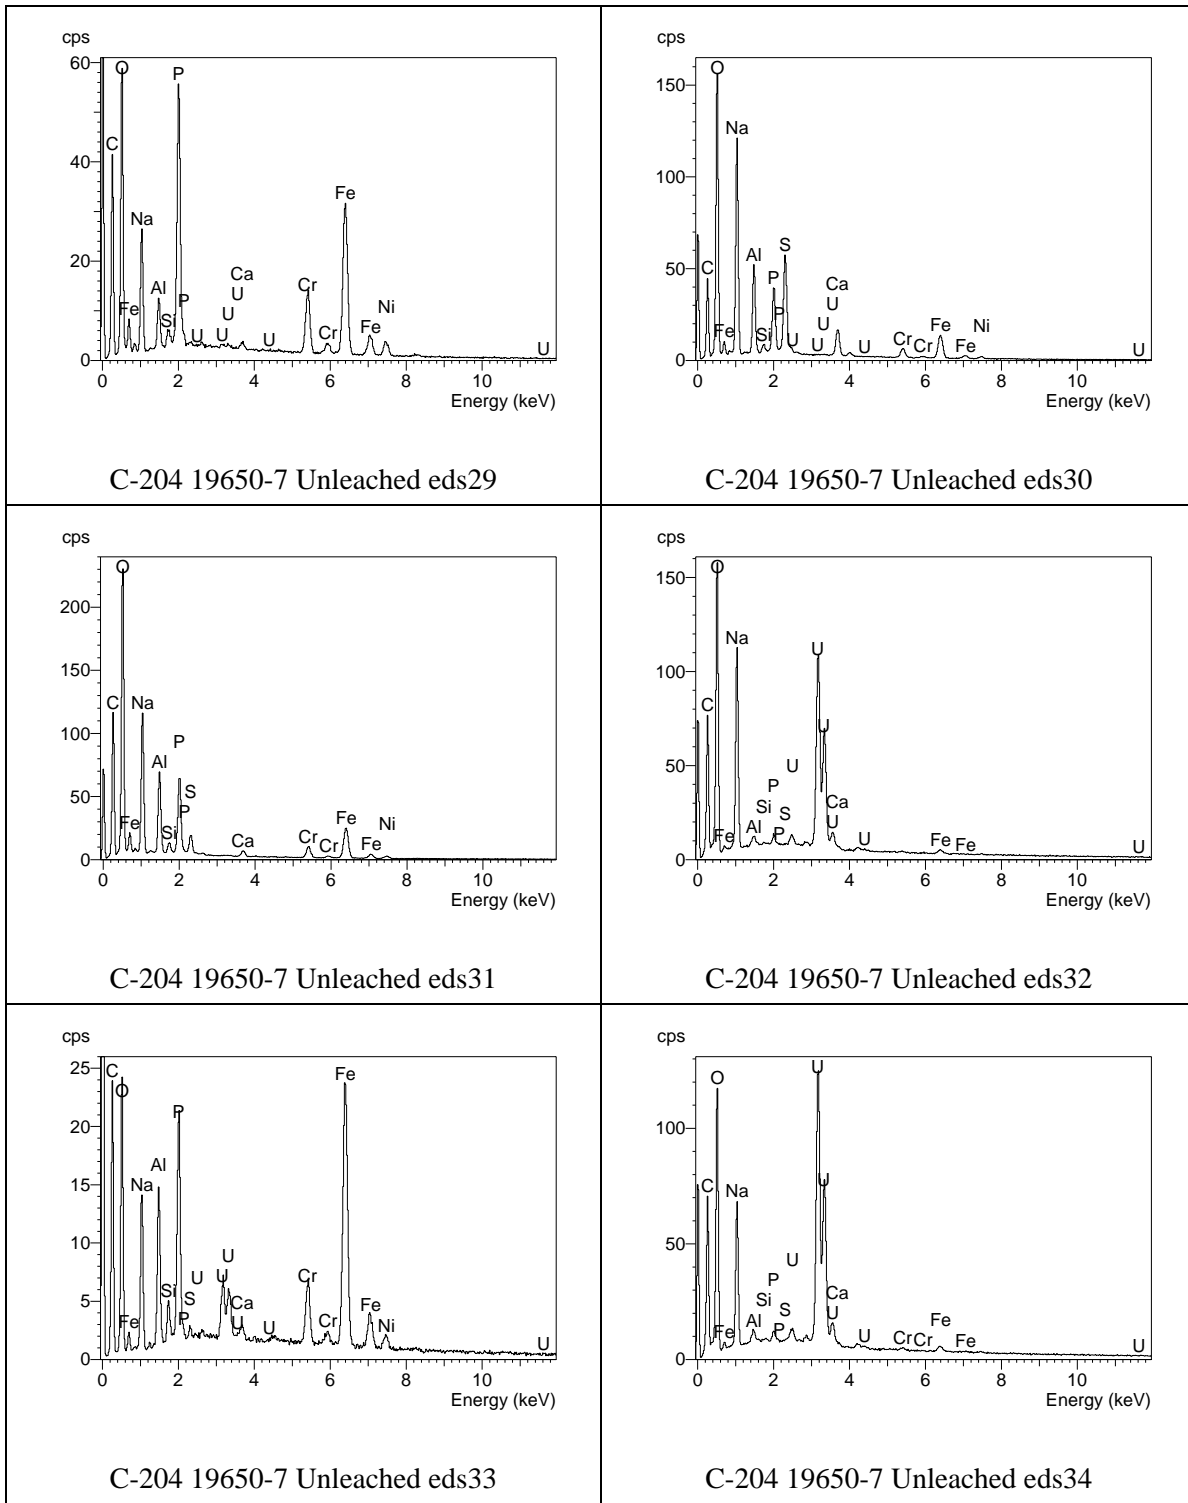 cps
60
40
20
0
C
O
Fe
Na
Al
Si
P
P
U
U
U
Ca
U
U
Cr
Cr
Fe
Fe
Ni
U
0 2 4 6 8 10
Energy (keV)
C-204 19650-7 Unleached eds29
cps
150
100
50
0
C
O
Fe
Na
Al
Si
P
P
S
U
U
U
Ca
U
U
Cr
Cr
Fe
Fe
Ni
U
0 2 4 6 8 10
Energy (keV)
C-204 19650-7 Unleached eds30
cps
200
150
100
50
0
C
O
Fe
Na
Al
Si
P
P
S
Ca
Cr
Cr
Fe
Fe
Ni
0 2 4 6 8 10
Energy (keV)
C-204 19650-7 Unleached eds31
cps
150
100
50
0
C
O
Fe
Na
Al
Si
P
P
S
U
U
U
Ca
U
U
Fe
Fe
U
0 2 4 6 8 10
Energy (keV)
C-204 19650-7 Unleached eds32
cps
25
20
15
10
5
0
C
O
Fe
Na
Al
Si
P
P
S
U
U
U
Ca
U
U
U
Cr
Cr
Fe
Fe
Ni
U
0 2 4 6 8 10
Energy (keV)
C-204 19650-7 Unleached eds33
cps
100
50
0
C
O
Fe
Na
Al
Si
P
P
S
U
U
U
Ca
U
U
Cr
Cr
Fe
Fe
U
0 2 4 6 8 10
Energy (keV)
C-204 19650-7 Unleached eds34